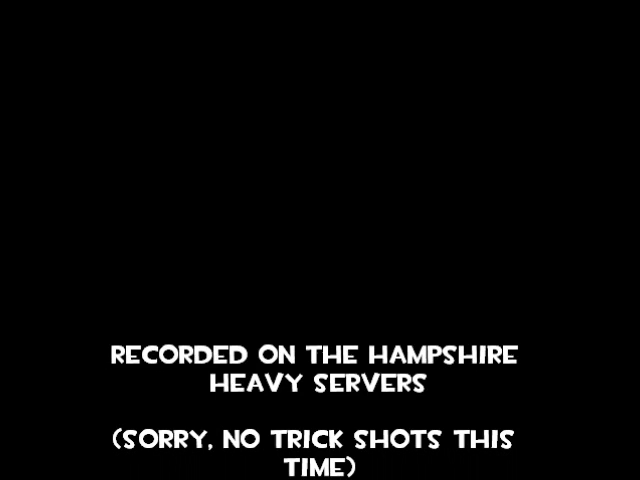 RECORDED ON THE HAMPSHIRE
HEAVY SERVERS
(SORRY, NO TRICK SHOTS THIS
TIME)